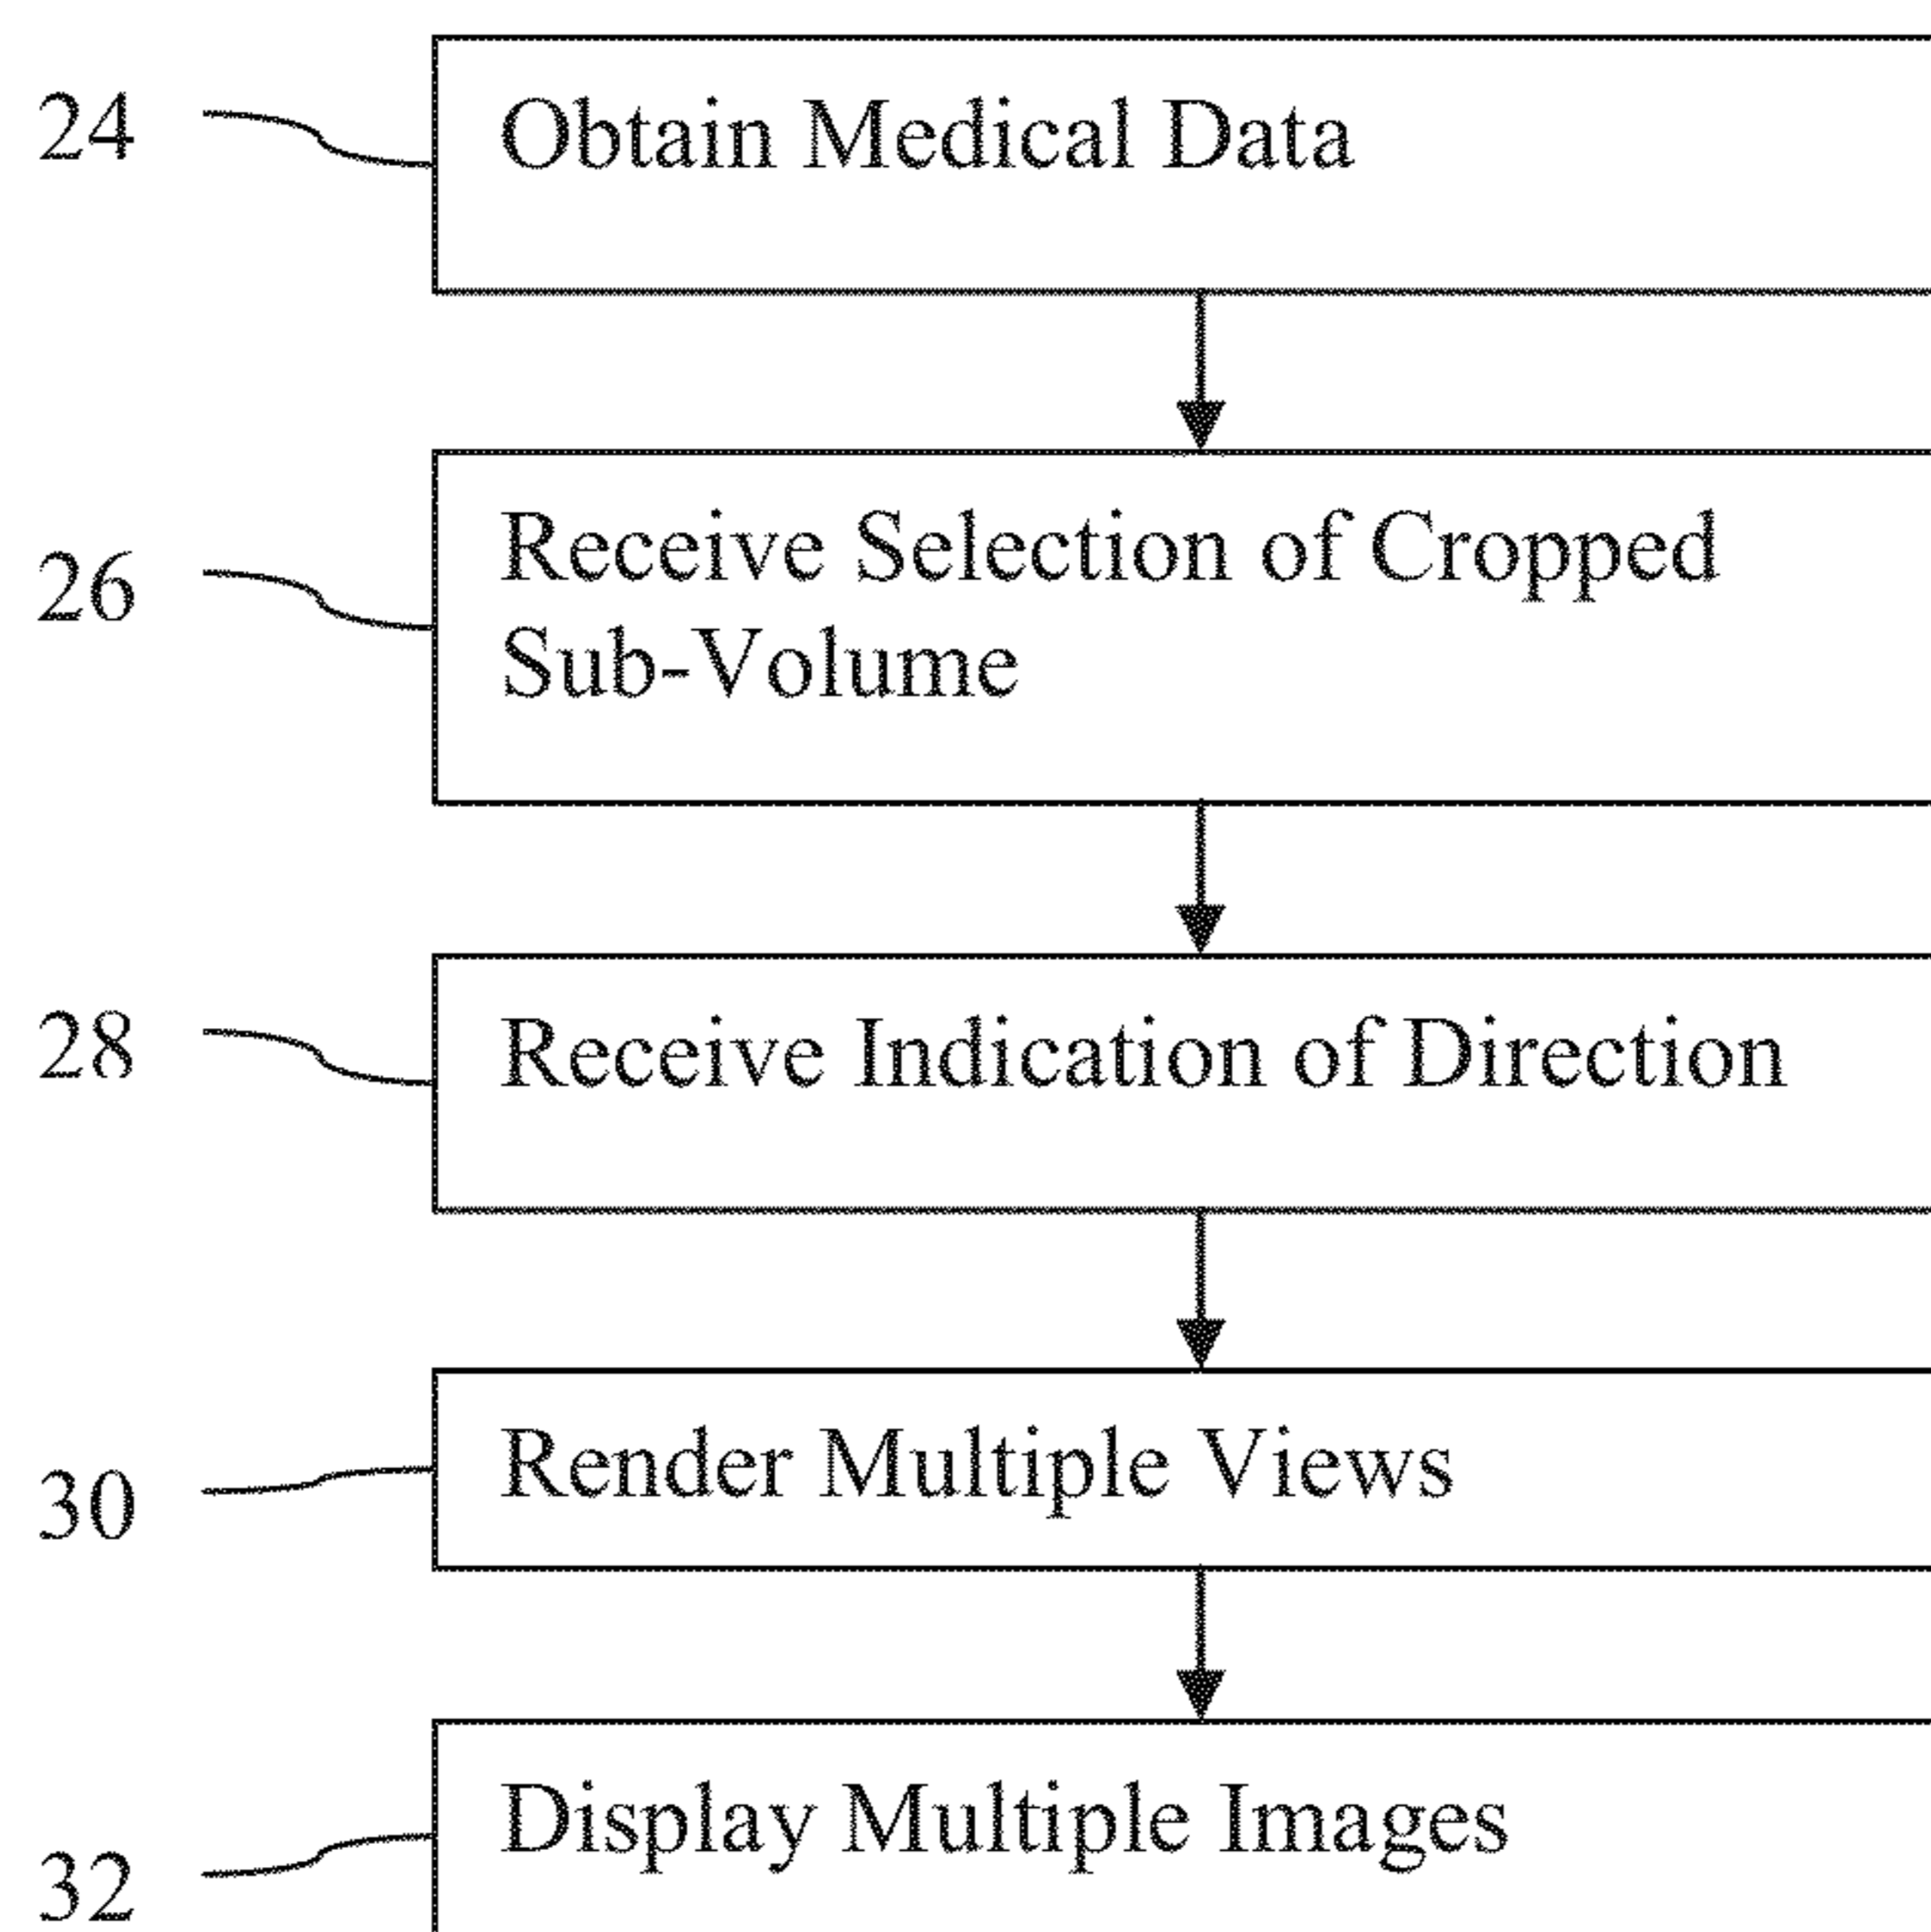 24
Obtain Medical Data
26
Receive Selection of Cropped
Sub-Volume
28
Receive Indication of Direction
30
Render Multiple Views
32
Display Multiple Images